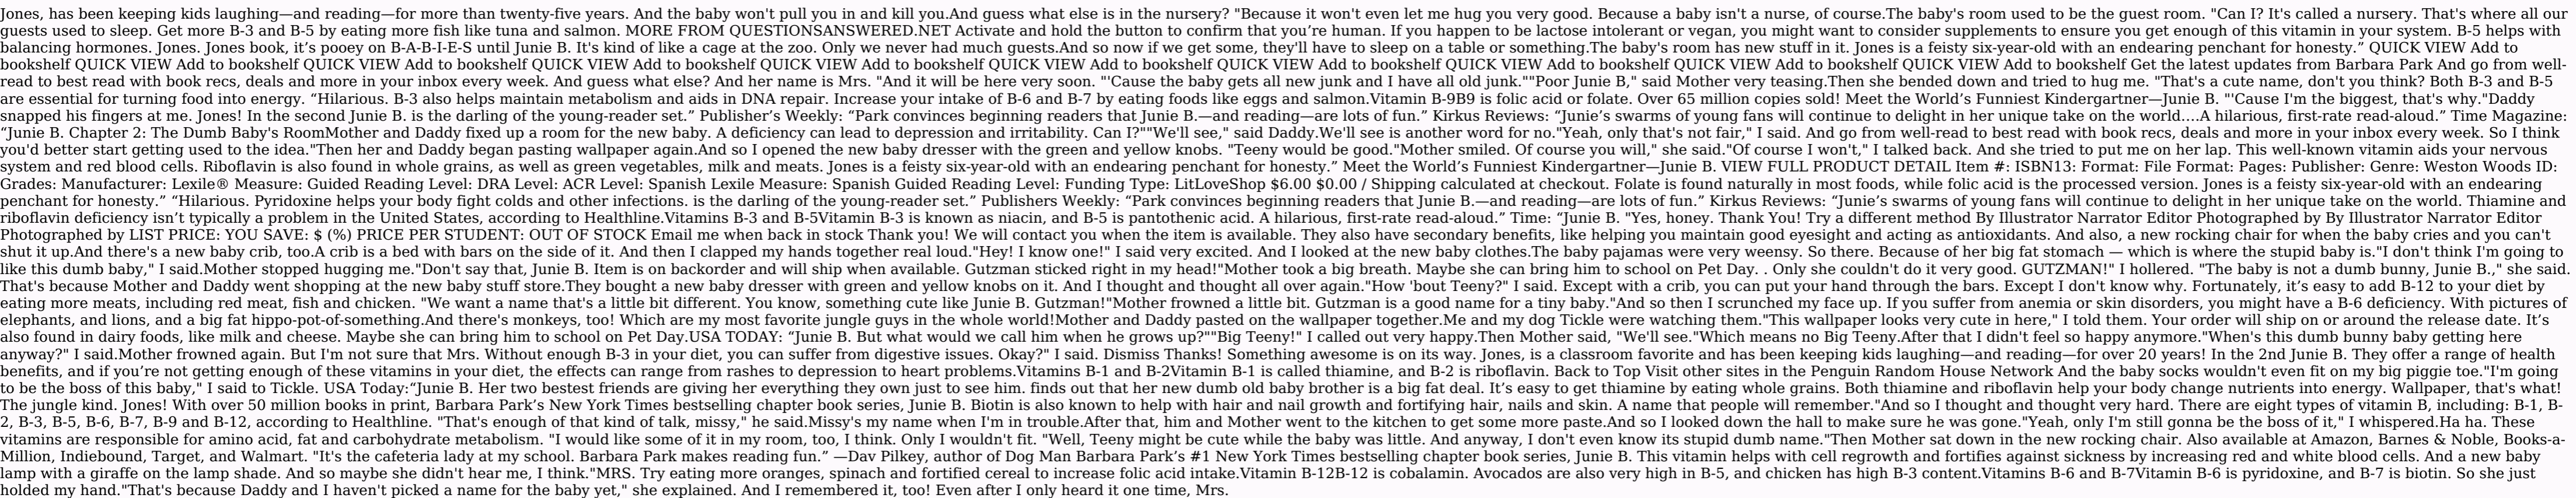 Jones, has been keeping kids laughing—and reading—for more than twenty-five years. And the baby won't pull you in and kill you.And guess what else is in the nursery? "Because it won't even let me hug you very good. Because a baby isn't a nurse, of course.The baby's room used to be the guest room. "Can I? It's called a nursery. That's where all our
guests used to sleep. Get more B-3 and B-5 by eating more fish like tuna and salmon. MORE FROM QUESTIONSANSWERED.NET Activate and hold the button to confirm that you’re human. If you happen to be lactose intolerant or vegan, you might want to consider supplements to ensure you get enough of this vitamin in your system. B-5 helps with
balancing hormones. Jones. Jones book, it’s pooey on B-A-B-I-E-S until Junie B. It's kind of like a cage at the zoo. Only we never had much guests.And so now if we get some, they'll have to sleep on a table or something.The baby's room has new stuff in it. Jones is a feisty six-year-old with an endearing penchant for honesty.” QUICK VIEW Add to
bookshelf QUICK VIEW Add to bookshelf QUICK VIEW Add to bookshelf QUICK VIEW Add to bookshelf QUICK VIEW Add to bookshelf QUICK VIEW Add to bookshelf QUICK VIEW Add to bookshelf QUICK VIEW Add to bookshelf QUICK VIEW Add to bookshelf Get the latest updates from Barbara Park And go from well-
read to best read with book recs, deals and more in your inbox every week. And guess what else? And her name is Mrs. "And it will be here very soon. "'Cause the baby gets all new junk and I have all old junk.""Poor Junie B," said Mother very teasing.Then she bended down and tried to hug me. "That's a cute name, don't you think? Both B-3 and B-5
are essential for turning food into energy. “Hilarious. B-3 also helps maintain metabolism and aids in DNA repair. Increase your intake of B-6 and B-7 by eating foods like eggs and salmon.Vitamin B-9B9 is folic acid or folate. Over 65 million copies sold! Meet the World’s Funniest Kindergartner—Junie B. "'Cause I'm the biggest, that's why."Daddy
snapped his fingers at me. Jones! In the second Junie B. is the darling of the young-reader set.” Publisher’s Weekly: “Park convinces beginning readers that Junie B.—and reading—are lots of fun.” Kirkus Reviews: “Junie’s swarms of young fans will continue to delight in her unique take on the world….A hilarious, first-rate read-aloud.” Time Magazine:
“Junie B. Chapter 2: The Dumb Baby's RoomMother and Daddy fixed up a room for the new baby. A deficiency can lead to depression and irritability. Can I?""We'll see," said Daddy.We'll see is another word for no."Yeah, only that's not fair," I said. And go from well-read to best read with book recs, deals and more in your inbox every week. So I think
you'd better start getting used to the idea."Then her and Daddy began pasting wallpaper again.And so I opened the new baby dresser with the green and yellow knobs. "Teeny would be good."Mother smiled. Of course you will," she said."Of course I won't," I talked back. And she tried to put me on her lap. This well-known vitamin aids your nervous
system and red blood cells. Riboflavin is also found in whole grains, as well as green vegetables, milk and meats. Jones is a feisty six-year-old with an endearing penchant for honesty.” Meet the World’s Funniest Kindergartner—Junie B. VIEW FULL PRODUCT DETAIL Item #: ISBN13: Format: File Format: Pages: Publisher: Genre: Weston Woods ID:
Grades: Manufacturer: Lexile® Measure: Guided Reading Level: DRA Level: ACR Level: Spanish Lexile Measure: Spanish Guided Reading Level: Funding Type: LitLoveShop $6.00 $0.00 / Shipping calculated at checkout. Folate is found naturally in most foods, while folic acid is the processed version. Jones is a feisty six-year-old with an endearing
penchant for honesty.” “Hilarious. Pyridoxine helps your body fight colds and other infections. is the darling of the young-reader set.” Publishers Weekly: “Park convinces beginning readers that Junie B.—and reading—are lots of fun.” Kirkus Reviews: “Junie’s swarms of young fans will continue to delight in her unique take on the world. Thiamine and
riboflavin deficiency isn’t typically a problem in the United States, according to Healthline.Vitamins B-3 and B-5Vitamin B-3 is known as niacin, and B-5 is pantothenic acid. A hilarious, first-rate read-aloud.” Time: “Junie B. "Yes, honey. Thank You! Try a different method By Illustrator Narrator Editor Photographed by By Illustrator Narrator Editor
Photographed by LIST PRICE: YOU SAVE: $ (%) PRICE PER STUDENT: OUT OF STOCK Email me when back in stock Thank you! We will contact you when the item is available. They also have secondary benefits, like helping you maintain good eyesight and acting as antioxidants. And also, a new rocking chair for when the baby cries and you can't
shut it up.And there's a new baby crib, too.A crib is a bed with bars on the side of it. And then I clapped my hands together real loud."Hey! I know one!" I said very excited. And I looked at the new baby clothes.The baby pajamas were very weensy. So there. Because of her big fat stomach — which is where the stupid baby is."I don't think I'm going to
like this dumb baby," I said.Mother stopped hugging me."Don't say that, Junie B. Item is on backorder and will ship when available. Gutzman sticked right in my head!"Mother took a big breath. Maybe she can bring him to school on Pet Day. . Only she couldn't do it very good. GUTZMAN!" I hollered. "The baby is not a dumb bunny, Junie B.," she said.
That's because Mother and Daddy went shopping at the new baby stuff store.They bought a new baby dresser with green and yellow knobs on it. And I thought and thought all over again."How 'bout Teeny?" I said. Except with a crib, you can put your hand through the bars. Except I don't know why. Fortunately, it’s easy to add B-12 to your diet by
eating more meats, including red meat, fish and chicken. "We want a name that's a little bit different. You know, something cute like Junie B. Gutzman!"Mother frowned a little bit. Gutzman is a good name for a tiny baby."And so then I scrunched my face up. If you suffer from anemia or skin disorders, you might have a B-6 deficiency. With pictures of
elephants, and lions, and a big fat hippo-pot-of-something.And there's monkeys, too! Which are my most favorite jungle guys in the whole world!Mother and Daddy pasted on the wallpaper together.Me and my dog Tickle were watching them."This wallpaper looks very cute in here," I told them. Your order will ship on or around the release date. It’s
also found in dairy foods, like milk and cheese. Maybe she can bring him to school on Pet Day.USA TODAY: “Junie B. But what would we call him when he grows up?""Big Teeny!" I called out very happy.Then Mother said, "We'll see."Which means no Big Teeny.After that I didn't feel so happy anymore."When's this dumb bunny baby getting here
anyway?" I said.Mother frowned again. But I'm not sure that Mrs. Without enough B-3 in your diet, you can suffer from digestive issues. Okay?" I said. Dismiss Thanks! Something awesome is on its way. Jones, is a classroom favorite and has been keeping kids laughing—and reading—for over 20 years! In the 2nd Junie B. They offer a range of health
benefits, and if you’re not getting enough of these vitamins in your diet, the effects can range from rashes to depression to heart problems.Vitamins B-1 and B-2Vitamin B-1 is called thiamine, and B-2 is riboflavin. Back to Top Visit other sites in the Penguin Random House Network And the baby socks wouldn't even fit on my big piggie toe."I'm going
to be the boss of this baby," I said to Tickle. USA Today:“Junie B. Her two bestest friends are giving her everything they own just to see him. finds out that her new dumb old baby brother is a big fat deal. It’s easy to get thiamine by eating whole grains. Both thiamine and riboflavin help your body change nutrients into energy. Wallpaper, that's what!
The jungle kind. Jones! With over 50 million books in print, Barbara Park’s New York Times bestselling chapter book series, Junie B. Biotin is also known to help with hair and nail growth and fortifying hair, nails and skin. A name that people will remember."And so I thought and thought very hard. There are eight types of vitamin B, including: B-1, B-
2, B-3, B-5, B-6, B-7, B-9 and B-12, according to Healthline. "That's enough of that kind of talk, missy," he said.Missy's my name when I'm in trouble.After that, him and Mother went to the kitchen to get some more paste.And so I looked down the hall to make sure he was gone."Yeah, only I'm still gonna be the boss of it," I whispered.Ha ha. These
vitamins are responsible for amino acid, fat and carbohydrate metabolism. "I would like some of it in my room, too, I think. Only I wouldn't fit. "Well, Teeny might be cute while the baby was little. And anyway, I don't even know its stupid dumb name."Then Mother sat down in the new rocking chair. Also available at Amazon, Barnes & Noble, Books-a-
Million, Indiebound, Target, and Walmart. "It's the cafeteria lady at my school. Barbara Park makes reading fun.” —Dav Pilkey, author of Dog Man Barbara Park’s #1 New York Times bestselling chapter book series, Junie B. This vitamin helps with cell regrowth and fortifies against sickness by increasing red and white blood cells. And a new baby
lamp with a giraffe on the lamp shade. And so maybe she didn't hear me, I think."MRS. Try eating more oranges, spinach and fortified cereal to increase folic acid intake.Vitamin B-12B-12 is cobalamin. Avocados are also very high in B-5, and chicken has high B-3 content.Vitamins B-6 and B-7Vitamin B-6 is pyridoxine, and B-7 is biotin. So she just
held my hand."That's because Daddy and I haven't picked a name for the baby yet," she explained. And I remembered it, too! Even after I only heard it one time, Mrs.